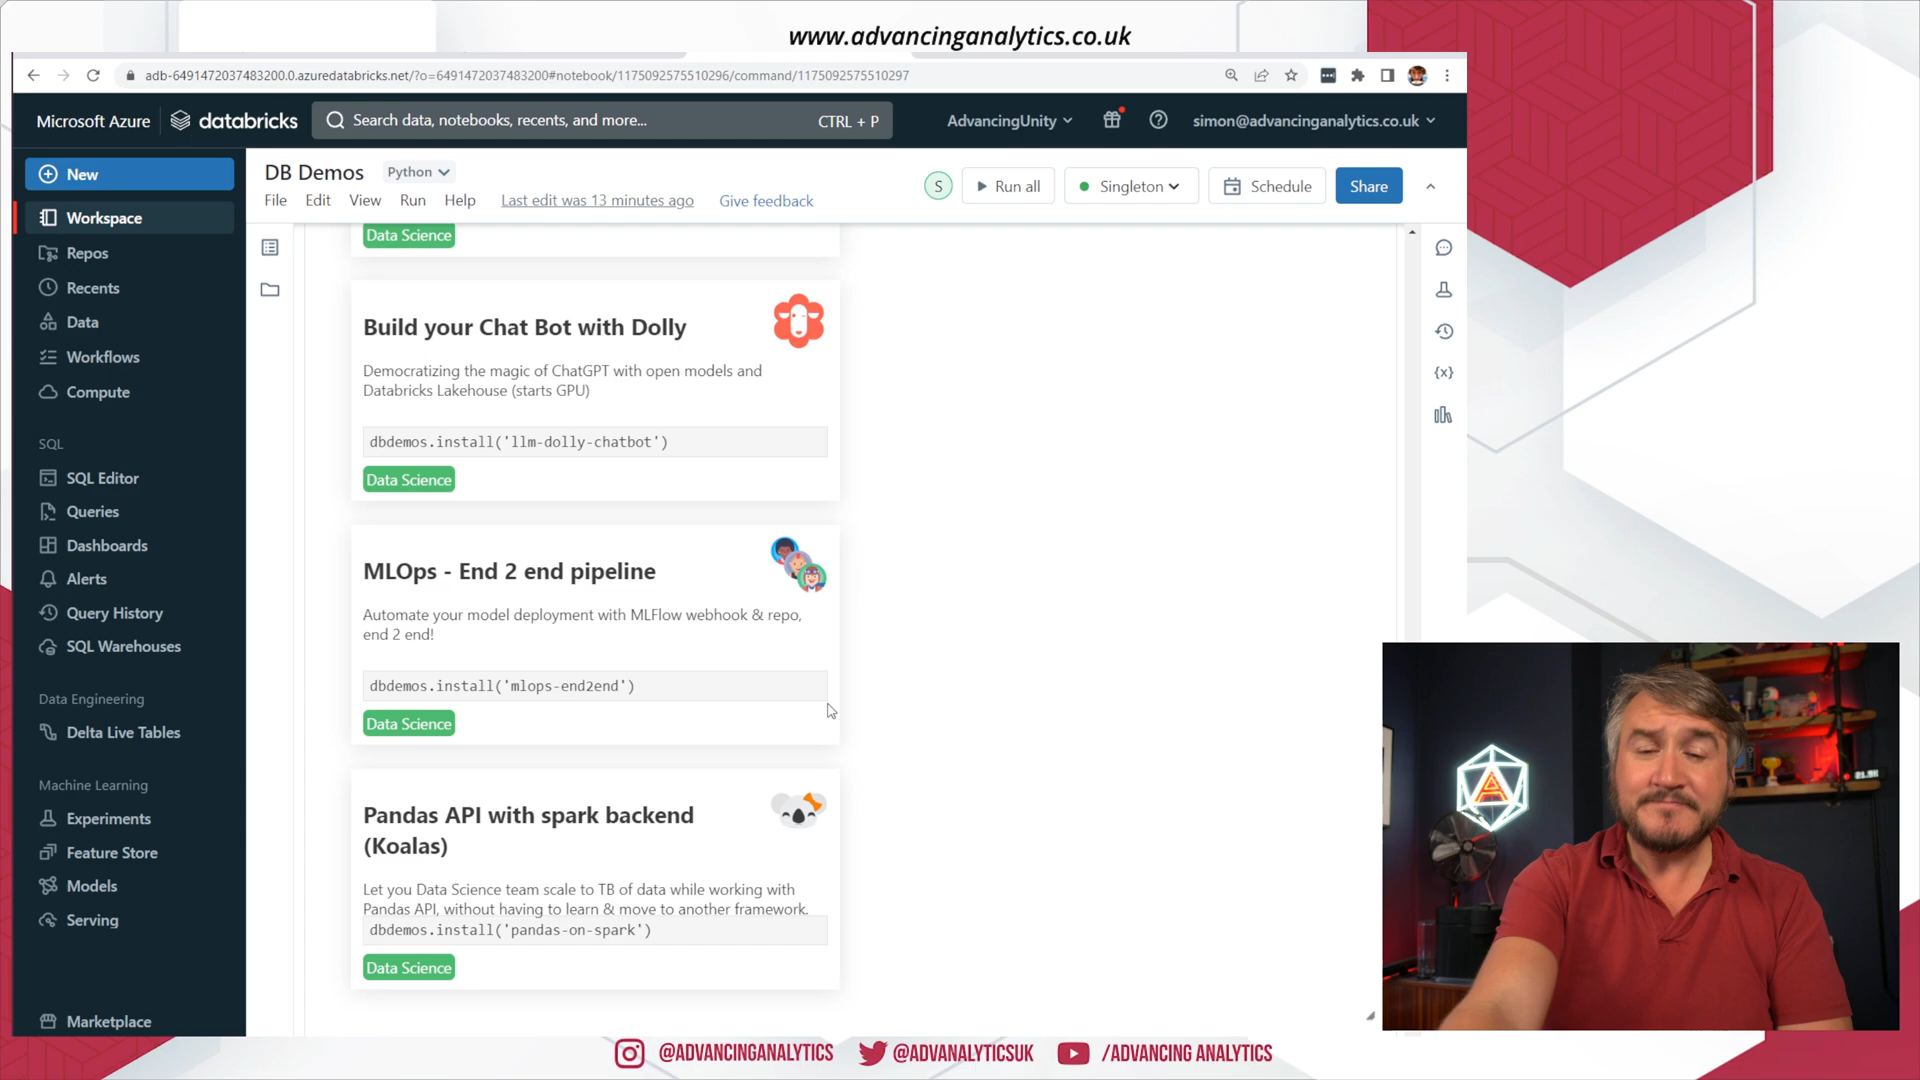 www.advancinganalytics.co.uk
adb-6491472037483200.0.azuredatabricks.net/?o=6491472037483200#notebook/1175092575510296/command/1175092575510297
Microsoft Azure
databricks
Search data, notebooks, recents, and more...
CTRL + P
AdvancingUnity
simon@advancinganalytics.co.uk
New
Workspace
Repos
Recents
Data
Workflows
Compute
SQL
SQL Editor
Queries
Dashboards
Alerts
Query History
SQL Warehouses
Data Engineering
Delta Live Tables
Machine Learning
Experiments
Feature Store
Models
Serving
Marketplace
DB Demos
Python
File Edit View Run Help
Last edit was 13 minutes ago
Give feedback
S
Run all
Singleton
Schedule
Share
Data Science
Build your Chat Bot with Dolly
Democratizing the magic of ChatGPT with open models and
Databricks Lakehouse (starts GPU)
dbdemos.install('llm-dolly-chatbot')
Data Science
MLOps - End 2 end pipeline
Automate your model deployment with MLFlow webhook & repo,
end 2 end!
dbdemos.install('mlops-end2end')
Data Science
Pandas API with spark backend
(Koalas)
Let you Data Science team scale to TB of data while working with
Pandas API, without having to learn & move to another framework.
dbdemos.install('pandas-on-spark')
Data Science
{x}
@ADVANCINGANALYTICS
@ADVANALYTICSUK
/ADVANCING ANALYTICS